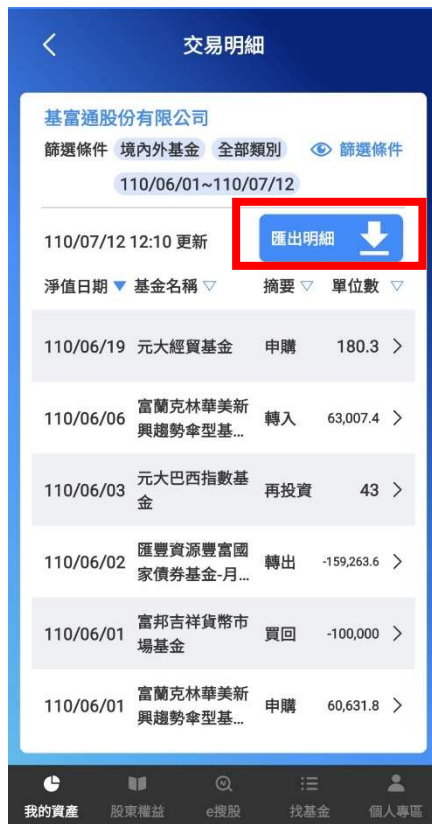 交易明細
基富通股份有限公司
篩選條件 境內外基金 全部類別 篩選條件
110/06/01~110/07/12
110/07/12 12:10 更新 匯出明細
淨值日期 基金名稱 摘要 單位數
110/06/19 元大經貿基金 申購 180.3
110/06/06 富蘭克林華美新
興趨勢傘型基... 轉入 63,007.4
110/06/03 元大巴西指數基
金 再投資 43
110/06/02 匯豐資源豐富國
家債券基金-月... 轉出 -159,263.6
110/06/01 富邦吉祥貨幣市
場基金 買回 -100,000
110/06/01 富蘭克林華美新
興趨勢傘型基... 申購 60,631.8
我的資產 股東權益 e搜股 找基金 個人專區